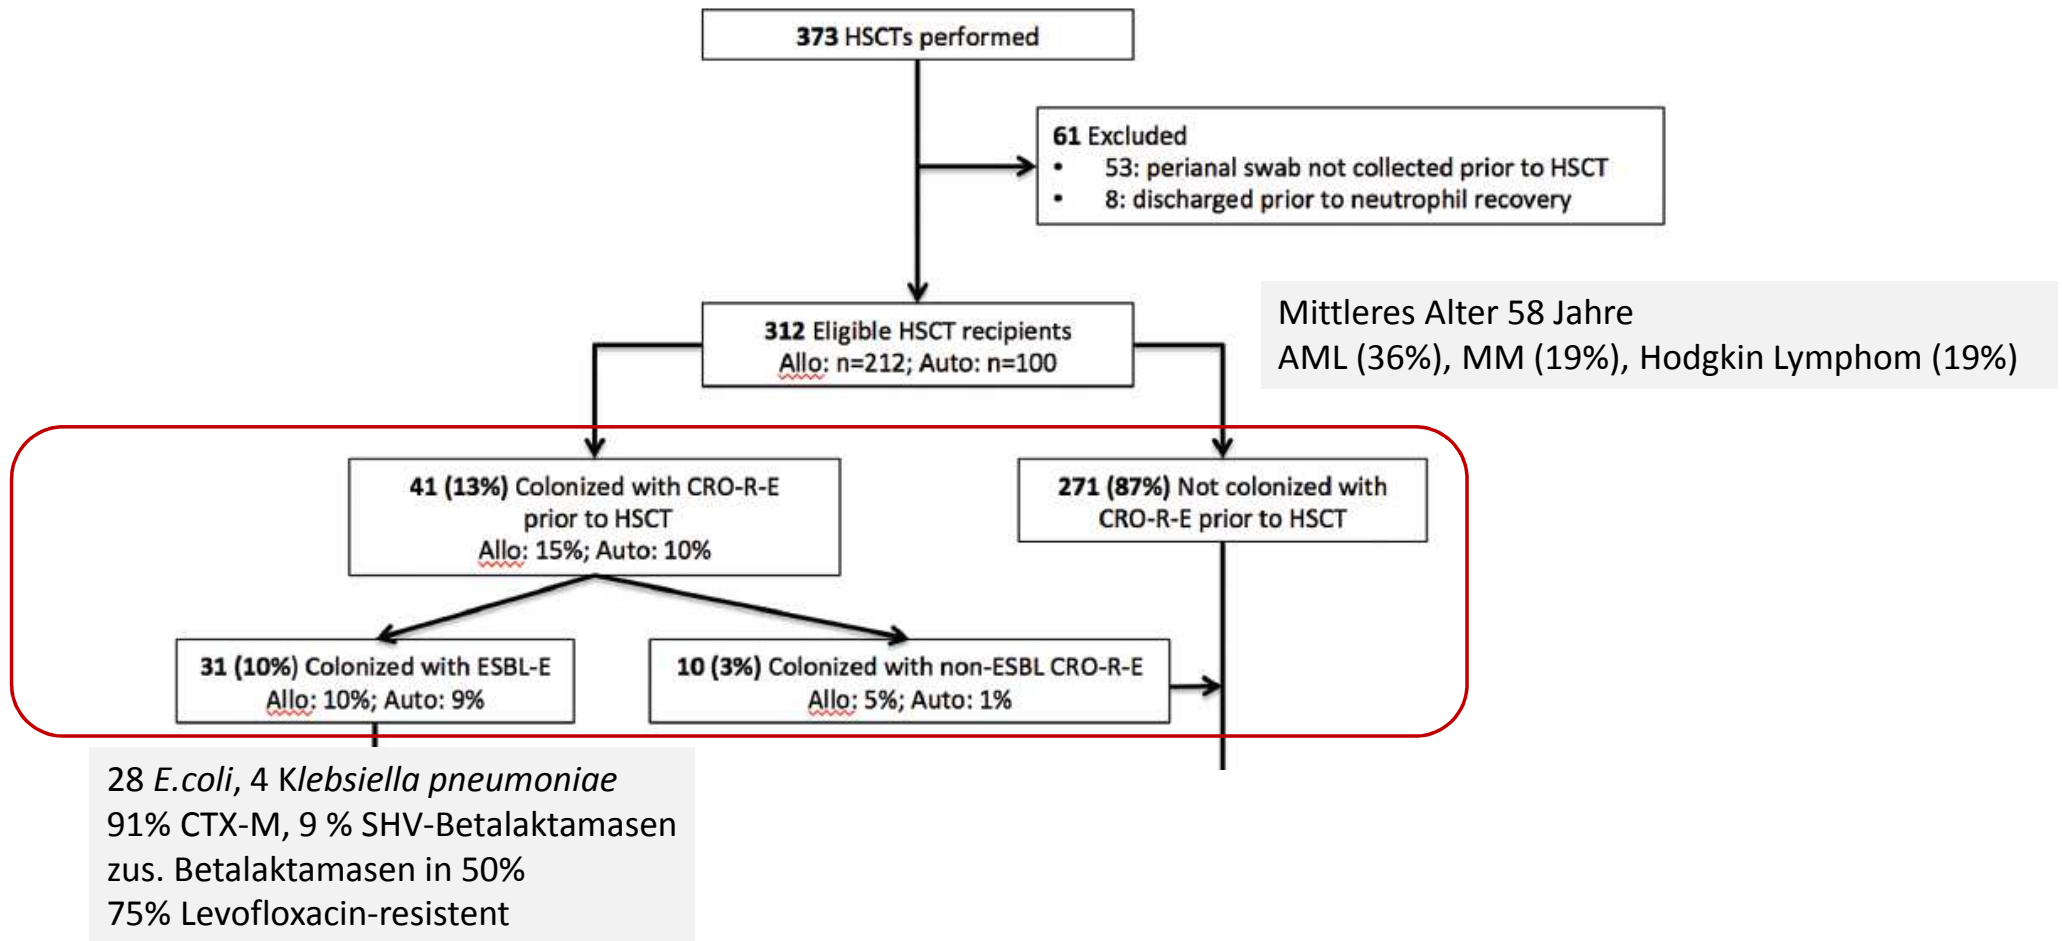 373 HSCTs performed
61 Excluded
• 53: perianal swab not collected prior to HSCT
• 8: discharged prior to neutrophil recovery
312 Eligible HSCT recipients
Allo: n=212; Auto: n=100
Mittleres Alter 58 Jahre
AML (36%), MM (19%), Hodgkin Lymphom (19%)
41 (13%) Colonized with CRO-R-E
prior to HSCT
Allo: 15%; Auto: 10%
271 (87%) Not colonized with
CRO-R-E prior to HSCT
31 (10%) Colonized with ESBL-E
Allo: 10%; Auto: 9%
10 (3%) Colonized with non-ESBL CRO-R-E
Allo: 5%; Auto: 1%
28 E.coli, 4 Klebsiella pneumoniae
91% CTX-M, 9 % SHV-Betalaktamasen
zus. Betalaktamasen in 50%
75% Levofloxacin-resistent